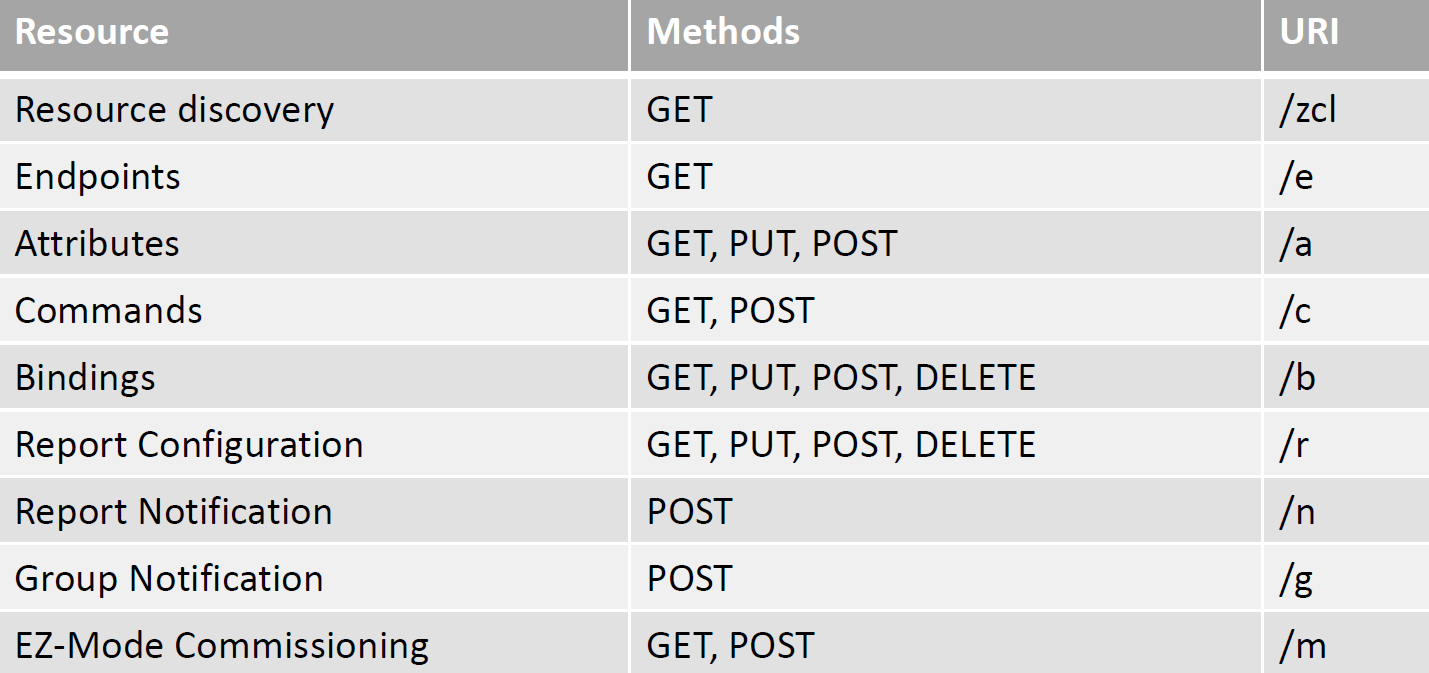 Resource Methods URI
Resource discovery GET /zcl
Endpoints GET /e
Attributes GET, PUT, POST /a
Commands GET, POST /c
Bindings GET, PUT, POST, DELETE /b
Report Configuration GET, PUT, POST, DELETE /r
Report Notification POST /n
Group Notification POST /g
EZ-Mode Commissioning GET, POST /m